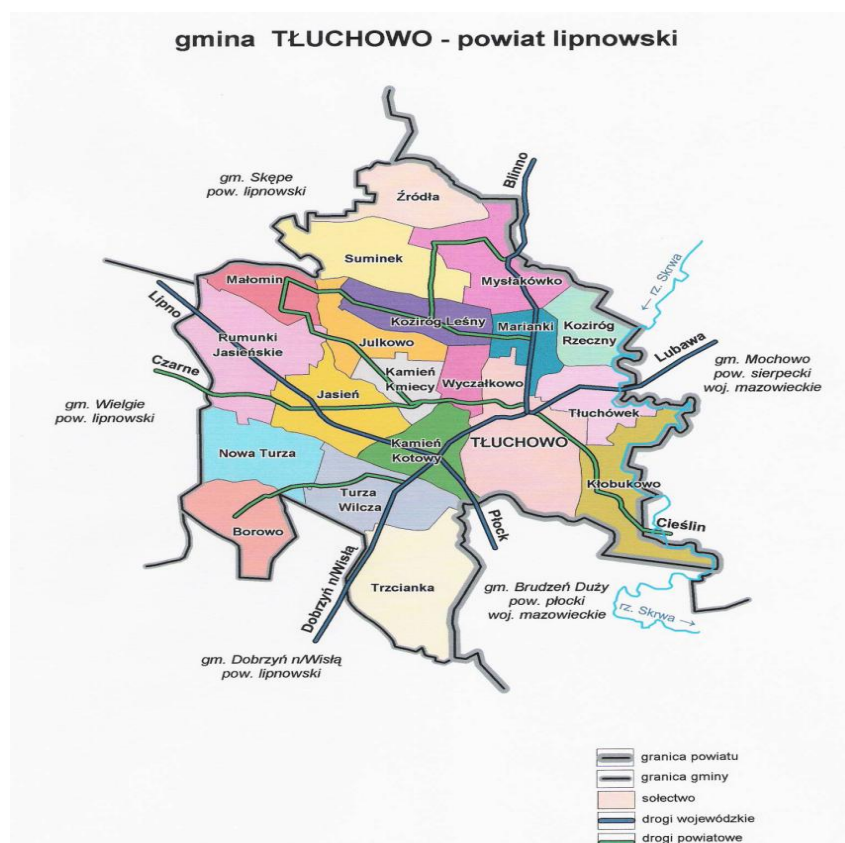 gmina TŁUCHOWO - powiat lipnowski
gm. Skępe
pow. lipnowski
Blinno
Źródła
Suminek
Mysłakówko
← rz. Skrwa
Małomin
Lipno
Kozirόg Leśny
Marianki
Koziróg
Rzeczny
Rumunki
Jasieńskie
Julkowo
Lubawa
gm. Mochowo
pow. sierpecki
woj. mazowieckie
Czarne
Kamień
Kmiecy
Wyczałkowo
Jasień
Tłuchówek
gm. Wielgie
pow. lipnowski
Kamień
Kotowy
TŁUCHOWO
Nowa Turza
Kłobukowo
Turza
Wilcza
Płock
Cieślin
Borowo
Dobrzyń n/Wisłą
Trzcianka
gm. Brudzeń Duży
pow. płocki
woj. mazowieckie
rz. Skrwa →
gm. Dobrzyń n/Wisłą
pow. lipnowski
granica powiatu
granica gminy
sołectwo
drogi wojewódzkie
drogi powiatowe